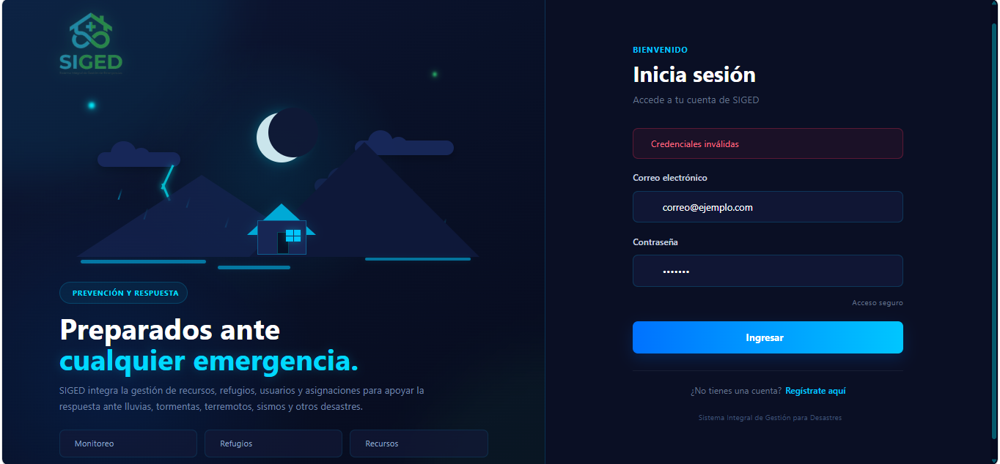 SIGED
PREVENCIÓN Y RESPUESTA
Preparados ante
cualquier emergencia.
SIGED integra la gestión de recursos, refugios, usuarios y asignaciones para apoyar la
respuesta ante lluvias, tormentas, terremotos, sismos y otros desastres.
Monitoreo
Refugios
Recursos
BIENVENIDO
Inicia sesión
Accede a tu cuenta de SIGED
Credenciales inválidas
Correo electrónico
correo@ejemplo.com
Contraseña
•••••••
Acceso seguro
Ingresar
¿No tienes una cuenta? Regístrate aquí
Sistema Integral de Gestión para Desastres